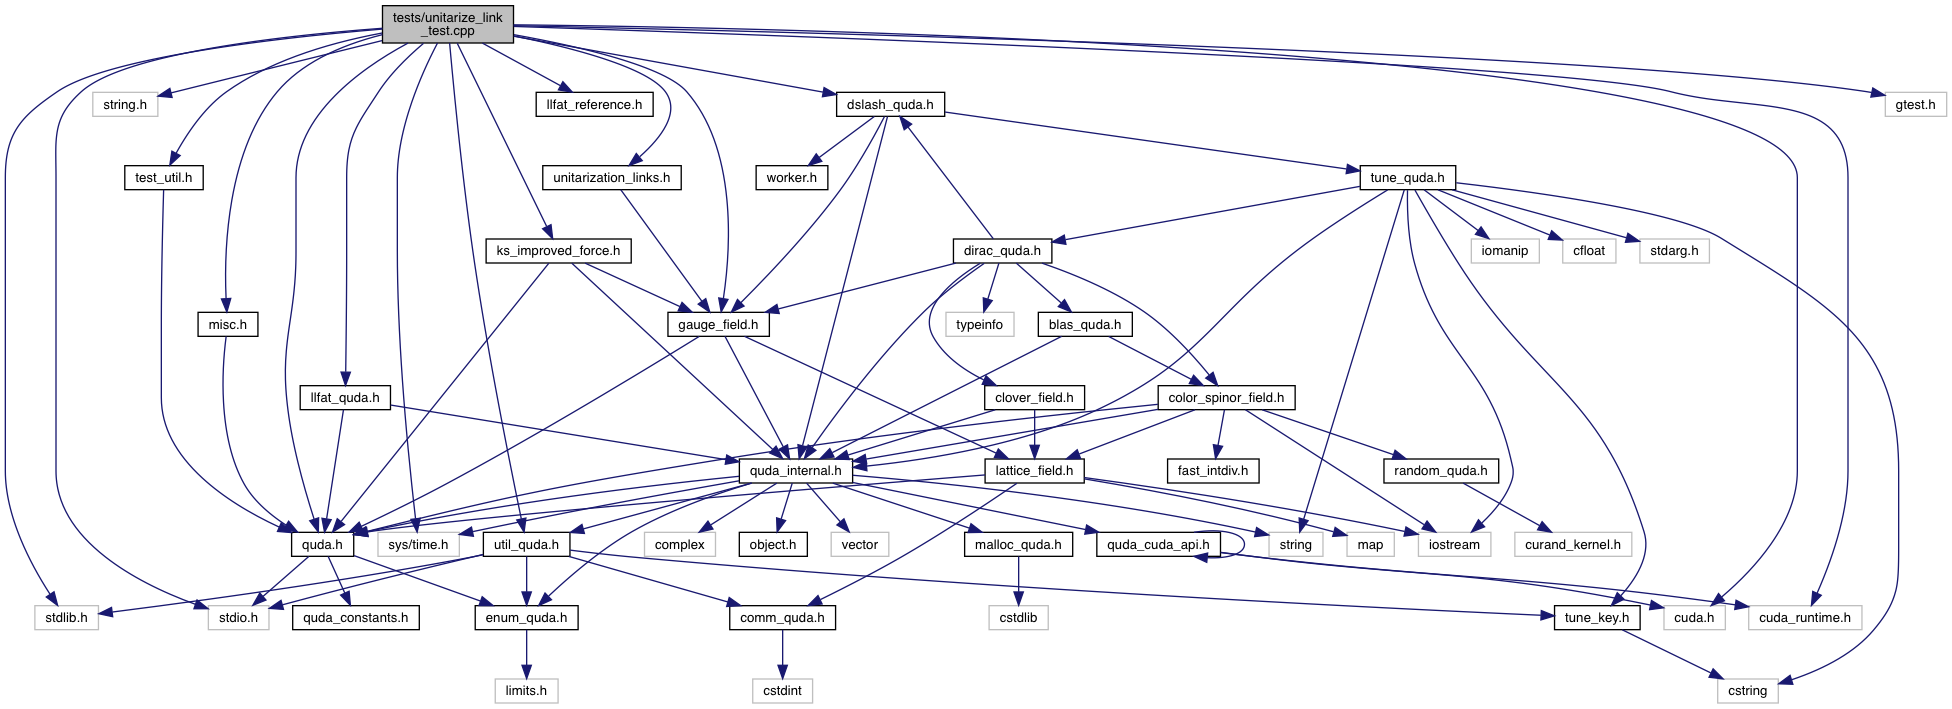 tests/unitarize_link
_test.cpp
string.h
llfat_reference.h
dslash_quda.h
gtest.h
test_util.h
unitarization_links.h
worker.h
tune_quda.h
ks_improved_force.h
dirac_quda.h
iomanip
cfloat
stdarg.h
misc.h
gauge_field.h
typeinfo
blas_quda.h
llfat_quda.h
clover_field.h
color_spinor_field.h
quda_internal.h
lattice_field.h
fast_intdiv.h
random_quda.h
quda.h
sys/time.h
util_quda.h
complex
object.h
vector
malloc_quda.h
quda_cuda_api.h
string
map
iostream
curand_kernel.h
stdlib.h
stdio.h
quda_constants.h
enum_quda.h
comm_quda.h
cstdlib
tune_key.h
cuda.h
cuda_runtime.h
limits.h
cstdint
cstring